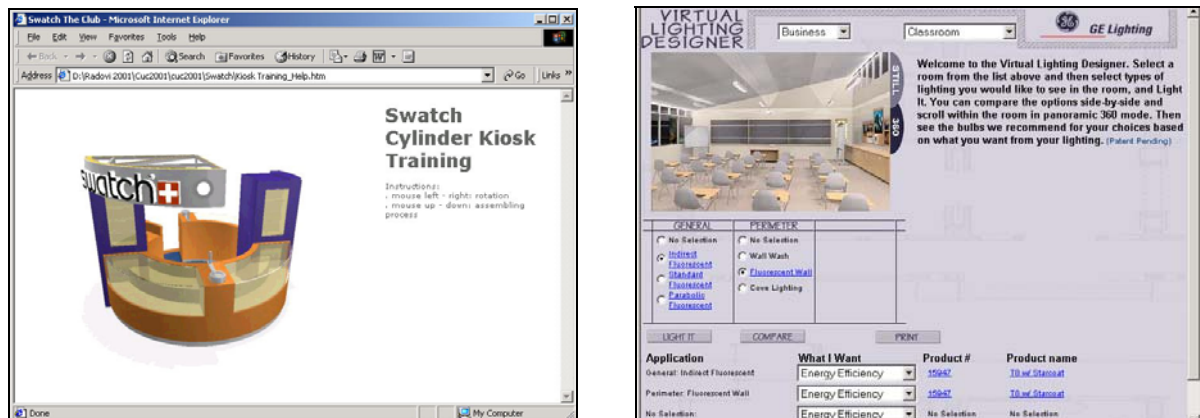 Swatch The Club - Microsoft Internet Explorer
File Edit View Favorites Tools Help
Back Search Favorites History
Address D:\Radovi 2001\Cuc2001\cuc2001\Swatch\Kiosk Training_Help.htm Go Links »
Swatch
Cylinder Kiosk
Training
Instructions:
. mouse left - right: rotation
. mouse up - down: assembling
process
swatch
Done My Computer
VIRTUAL
LIGHTING
DESIGNER
Business
Classroom
GE Lighting
STILL
360
Welcome to the Virtual Lighting Designer. Select a
room from the list above and then select types of
lighting you would like to see in the room, and Light
It. You can compare the options side-by-side and
scroll within the room in panoramic 360 mode. Then
see the bulbs we recommend for your choices based
on what you want from your lighting. (Patent Pending)
GENERAL PERIMETER
No Selection No Selection
Indirect Fluorescent Wall Wash
Standard Fluorescent Fluorescent Wall
Parabolic Fluorescent Cove Lighting
LIGHT IT COMPARE PRINT
Application What I Want Product # Product name
General: Indirect Fluorescent Energy Efficiency 15947 T8 w/ Starcoat
Perimeter: Fluorescent Wall Energy Efficiency 15947 T8 w/ Starcoat
No Selection: Energy Efficiency No Selection No Selection